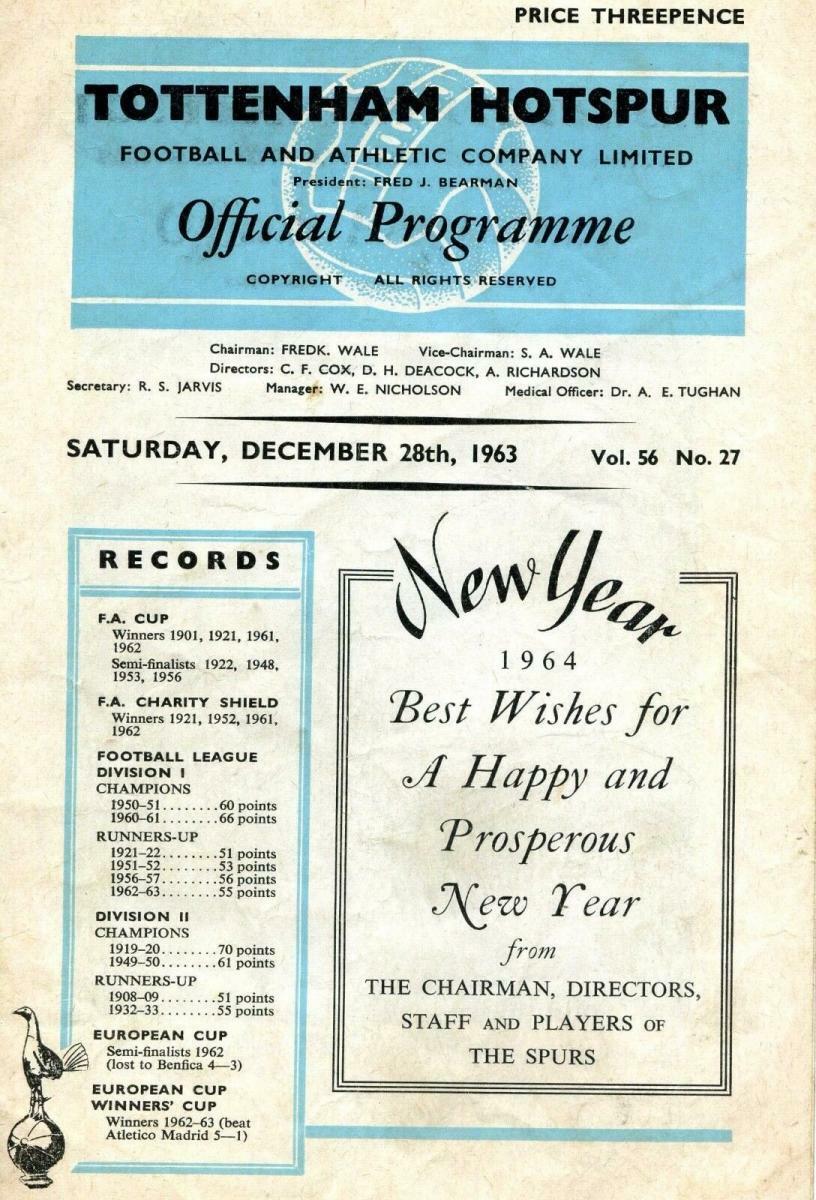 PRICE THREEPENCE
TOTTENHAM HOTSPUR
FOOTBALL AND ATHLETIC COMPANY LIMITED
President: FRED J. BEARMAN
Official Programme
COPYRIGHT ALL RIGHTS RESERVED
Chairman: FREDK. WALE Vice-Chairman: S. A. WALE
Directors: C. F. COX, D. H. DEACOCK, A. RICHARDSON
Secretary: R. S. JARVIS Manager: W. E. NICHOLSON Medical Officer: Dr. A. E. TUGHAN
SATURDAY, DECEMBER 28th, 1963 Vol. 56 No. 27
RECORDS
F.A. CUP
Winners 1901, 1921, 1961,
1962
Semi-finalists 1922, 1948,
1953, 1956
F.A. CHARITY SHIELD
Winners 1921, 1952, 1961,
1962
FOOTBALL LEAGUE
DIVISION I
CHAMPIONS
1950–51........60 points
1960–61........66 points
RUNNERS-UP
1921–22........51 points
1951–52........53 points
1956–57........56 points
1962–63........55 points
DIVISION II
CHAMPIONS
1919–20........70 points
1949–50........61 points
RUNNERS-UP
1908–09........51 points
1932–33........55 points
EUROPEAN CUP
Semi-finalists 1962
(lost to Benfica 4—3)
EUROPEAN CUP
WINNERS' CUP
Winners 1962–63 (beat
Atletico Madrid 5—1)
New Year
1964
Best Wishes for
A Happy and
Prosperous
New Year
from
THE CHAIRMAN, DIRECTORS,
STAFF AND PLAYERS OF
THE SPURS